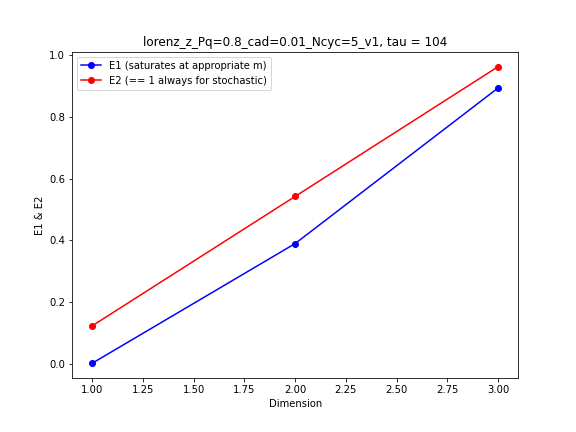 lorenz_z_Pq=0.8_cad=0.01_Ncyc=5_v1, tau = 104
E1 (saturates at appropriate m)
E2 (== 1 always for stochastic)
E1 & E2
1.0
0.8
0.6
0.4
0.2
0.0
1.00 1.25 1.50 1.75 2.00 2.25 2.50 2.75 3.00
Dimension